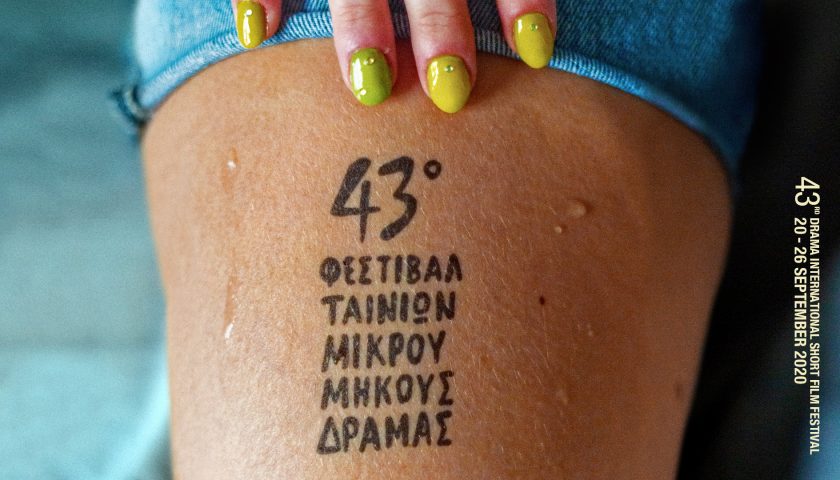 43°
ΦΕΣΤΙΒΑΛ
ΤΑΙΝΙΩΝ
ΜΙΚΡΟΥ
ΜΗΚΟΥΣ
ΔΡΑΜΑΣ
43RD DRAMA INTERNATIONAL SHORT FILM FESTIVAL
20 - 26 SEPTEMBER 2020